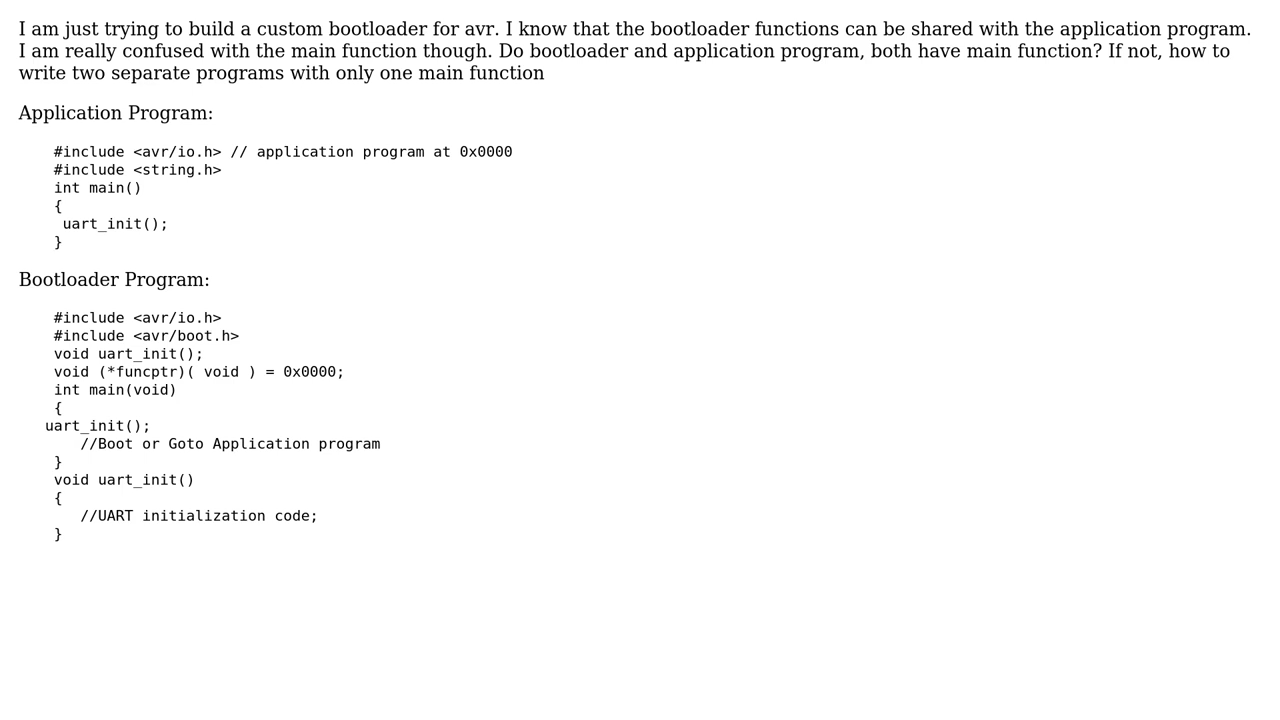 I am just trying to build a custom bootloader for avr. I know that the bootloader functions can be shared with the application program.
I am really confused with the main function though. Do bootloader and application program, both have main function? If not, how to
write two separate programs with only one main function
Application Program:
#include <avr/io.h> // application program at 0x0000
#include <string.h>
int main()
{
uart_init();
}
Bootloader Program:
#include <avr/io.h>
#include <avr/boot.h>
void uart_init();
void (*funcptr)( void ) = 0x0000;
int main(void)
{
uart_init();
//Boot or Goto Application program
}
void uart_init()
{
//UART initialization code;
}